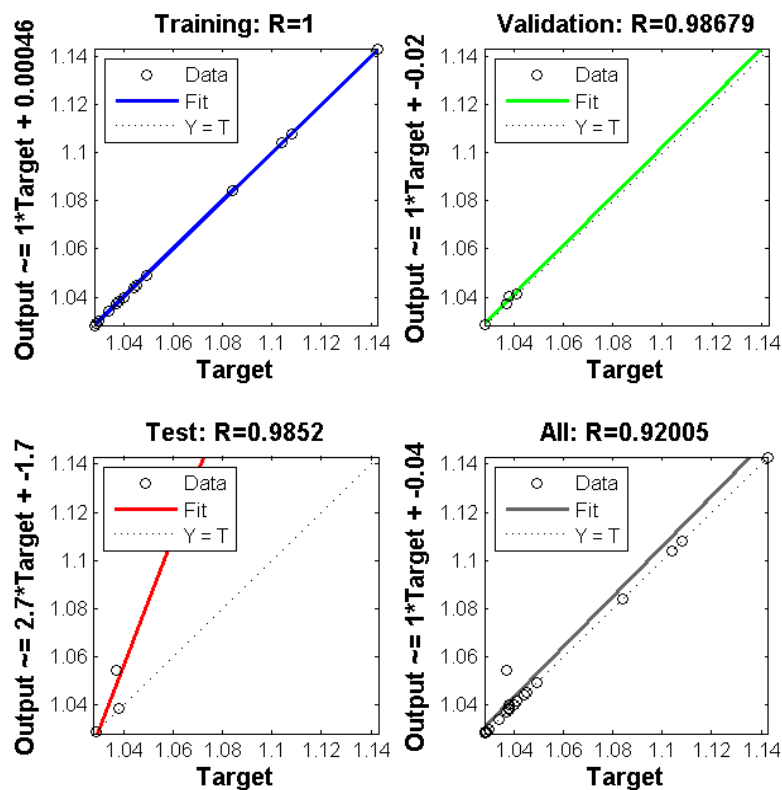 Training: R=1
Output ~= 1*Target + 0.00046
1.14
1.12
1.1
1.08
1.06
1.04
Data
Fit
Y = T
1.04 1.06 1.08 1.1 1.12 1.14
Target
Validation: R=0.98679
Output ~= 1*Target + -0.02
1.14
1.12
1.1
1.08
1.06
1.04
Data
Fit
Y = T
1.04 1.06 1.08 1.1 1.12 1.14
Target
Test: R=0.9852
Output ~= 2.7*Target + -1.7
1.14
1.12
1.1
1.08
1.06
1.04
Data
Fit
Y = T
1.04 1.06 1.08 1.1 1.12 1.14
Target
All: R=0.92005
Output ~= 1*Target + -0.04
1.14
1.12
1.1
1.08
1.06
1.04
Data
Fit
Y = T
1.04 1.06 1.08 1.1 1.12 1.14
Target